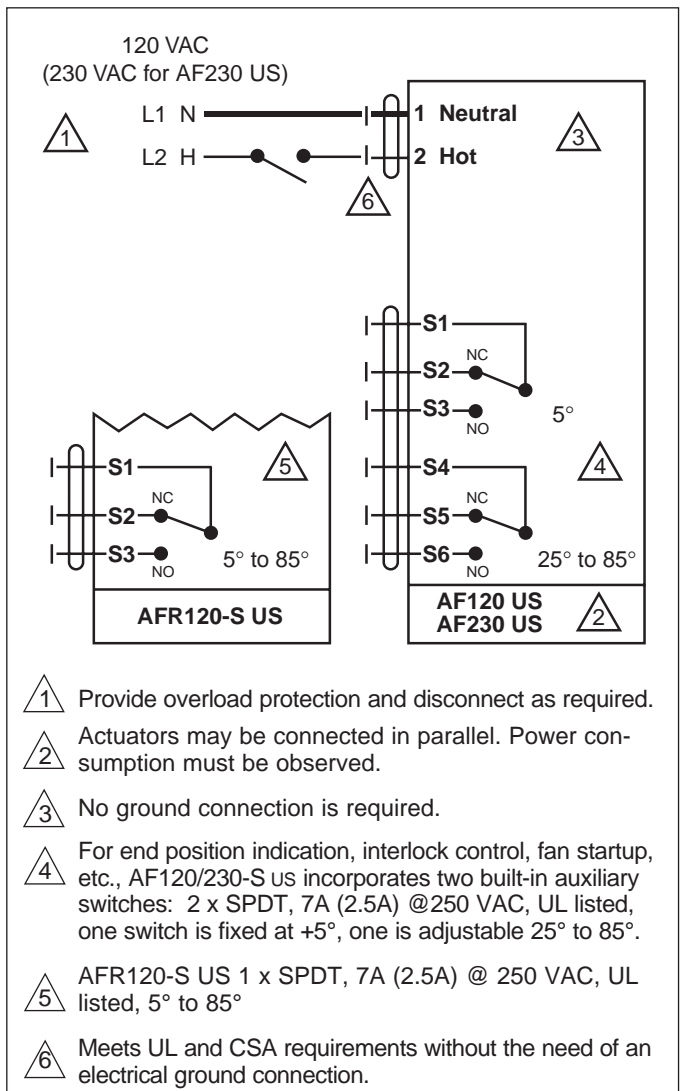 120 VAC
(230 VAC for AF230 US)
L1 N
1 Neutral
1
3
L2 H
2 Hot
6
S1
S2
NC
S3
NO
5°
S4
4
S5
NC
S6
NO
25° to 85°
AF120 US
AF230 US
2
S1
5
S2
NC
S3
NO
5° to 85°
AFR120-S US
1 Provide overload protection and disconnect as required.
2 Actuators may be connected in parallel. Power con-
sumption must be observed.
3 No ground connection is required.
4 For end position indication, interlock control, fan startup,
etc., AF120/230-S US incorporates two built-in auxiliary
switches: 2 x SPDT, 7A (2.5A) @250 VAC, UL listed,
one switch is fixed at +5°, one is adjustable 25° to 85°.
5 AFR120-S US 1 x SPDT, 7A (2.5A) @ 250 VAC, UL
listed, 5° to 85°
6 Meets UL and CSA requirements without the need of an
electrical ground connection.